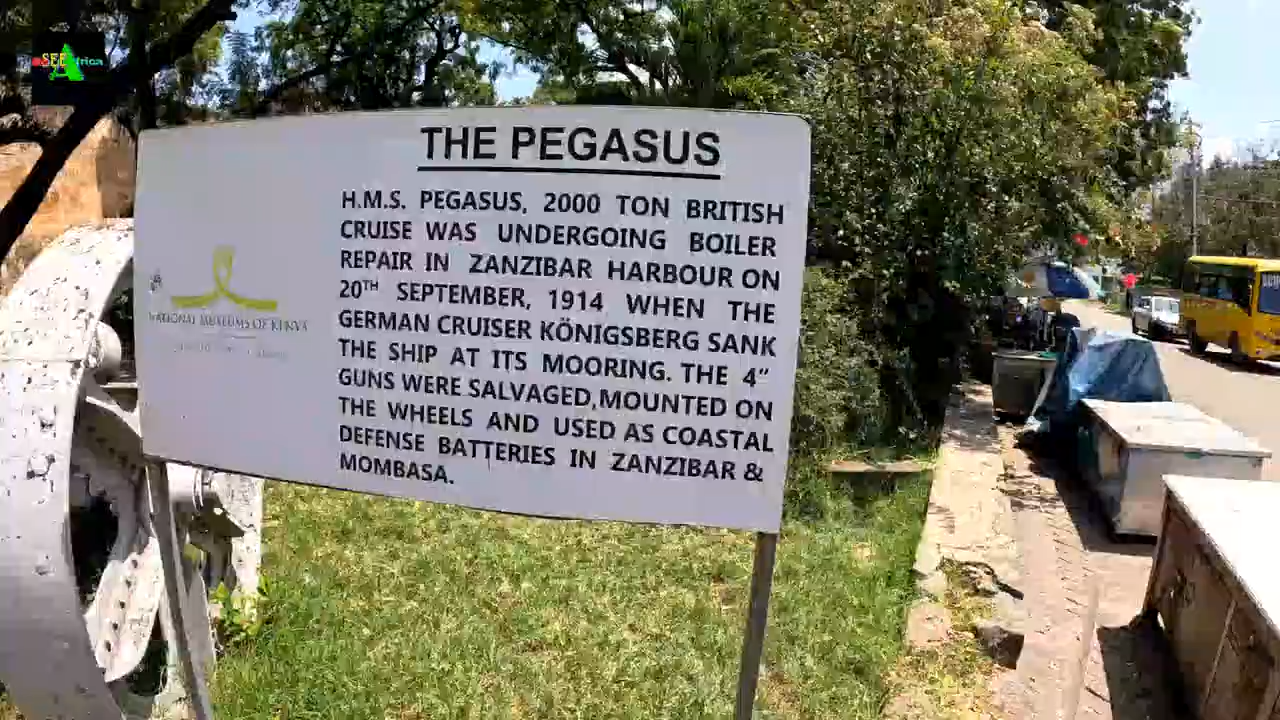 SEE Africa
THE PEGASUS
H.M.S. PEGASUS, 2000 TON BRITISH
CRUISE WAS UNDERGOING BOILER
REPAIR IN ZANZIBAR HARBOUR ON
20TH SEPTEMBER, 1914 WHEN THE
GERMAN CRUISER KÖNIGSBERG SANK
THE SHIP AT ITS MOORING. THE 4"
GUNS WERE SALVAGED,MOUNTED ON
THE WHEELS AND USED AS COASTAL
DEFENSE BATTERIES IN ZANZIBAR &
MOMBASA.
NATIONAL MUSEUMS OF KENYA